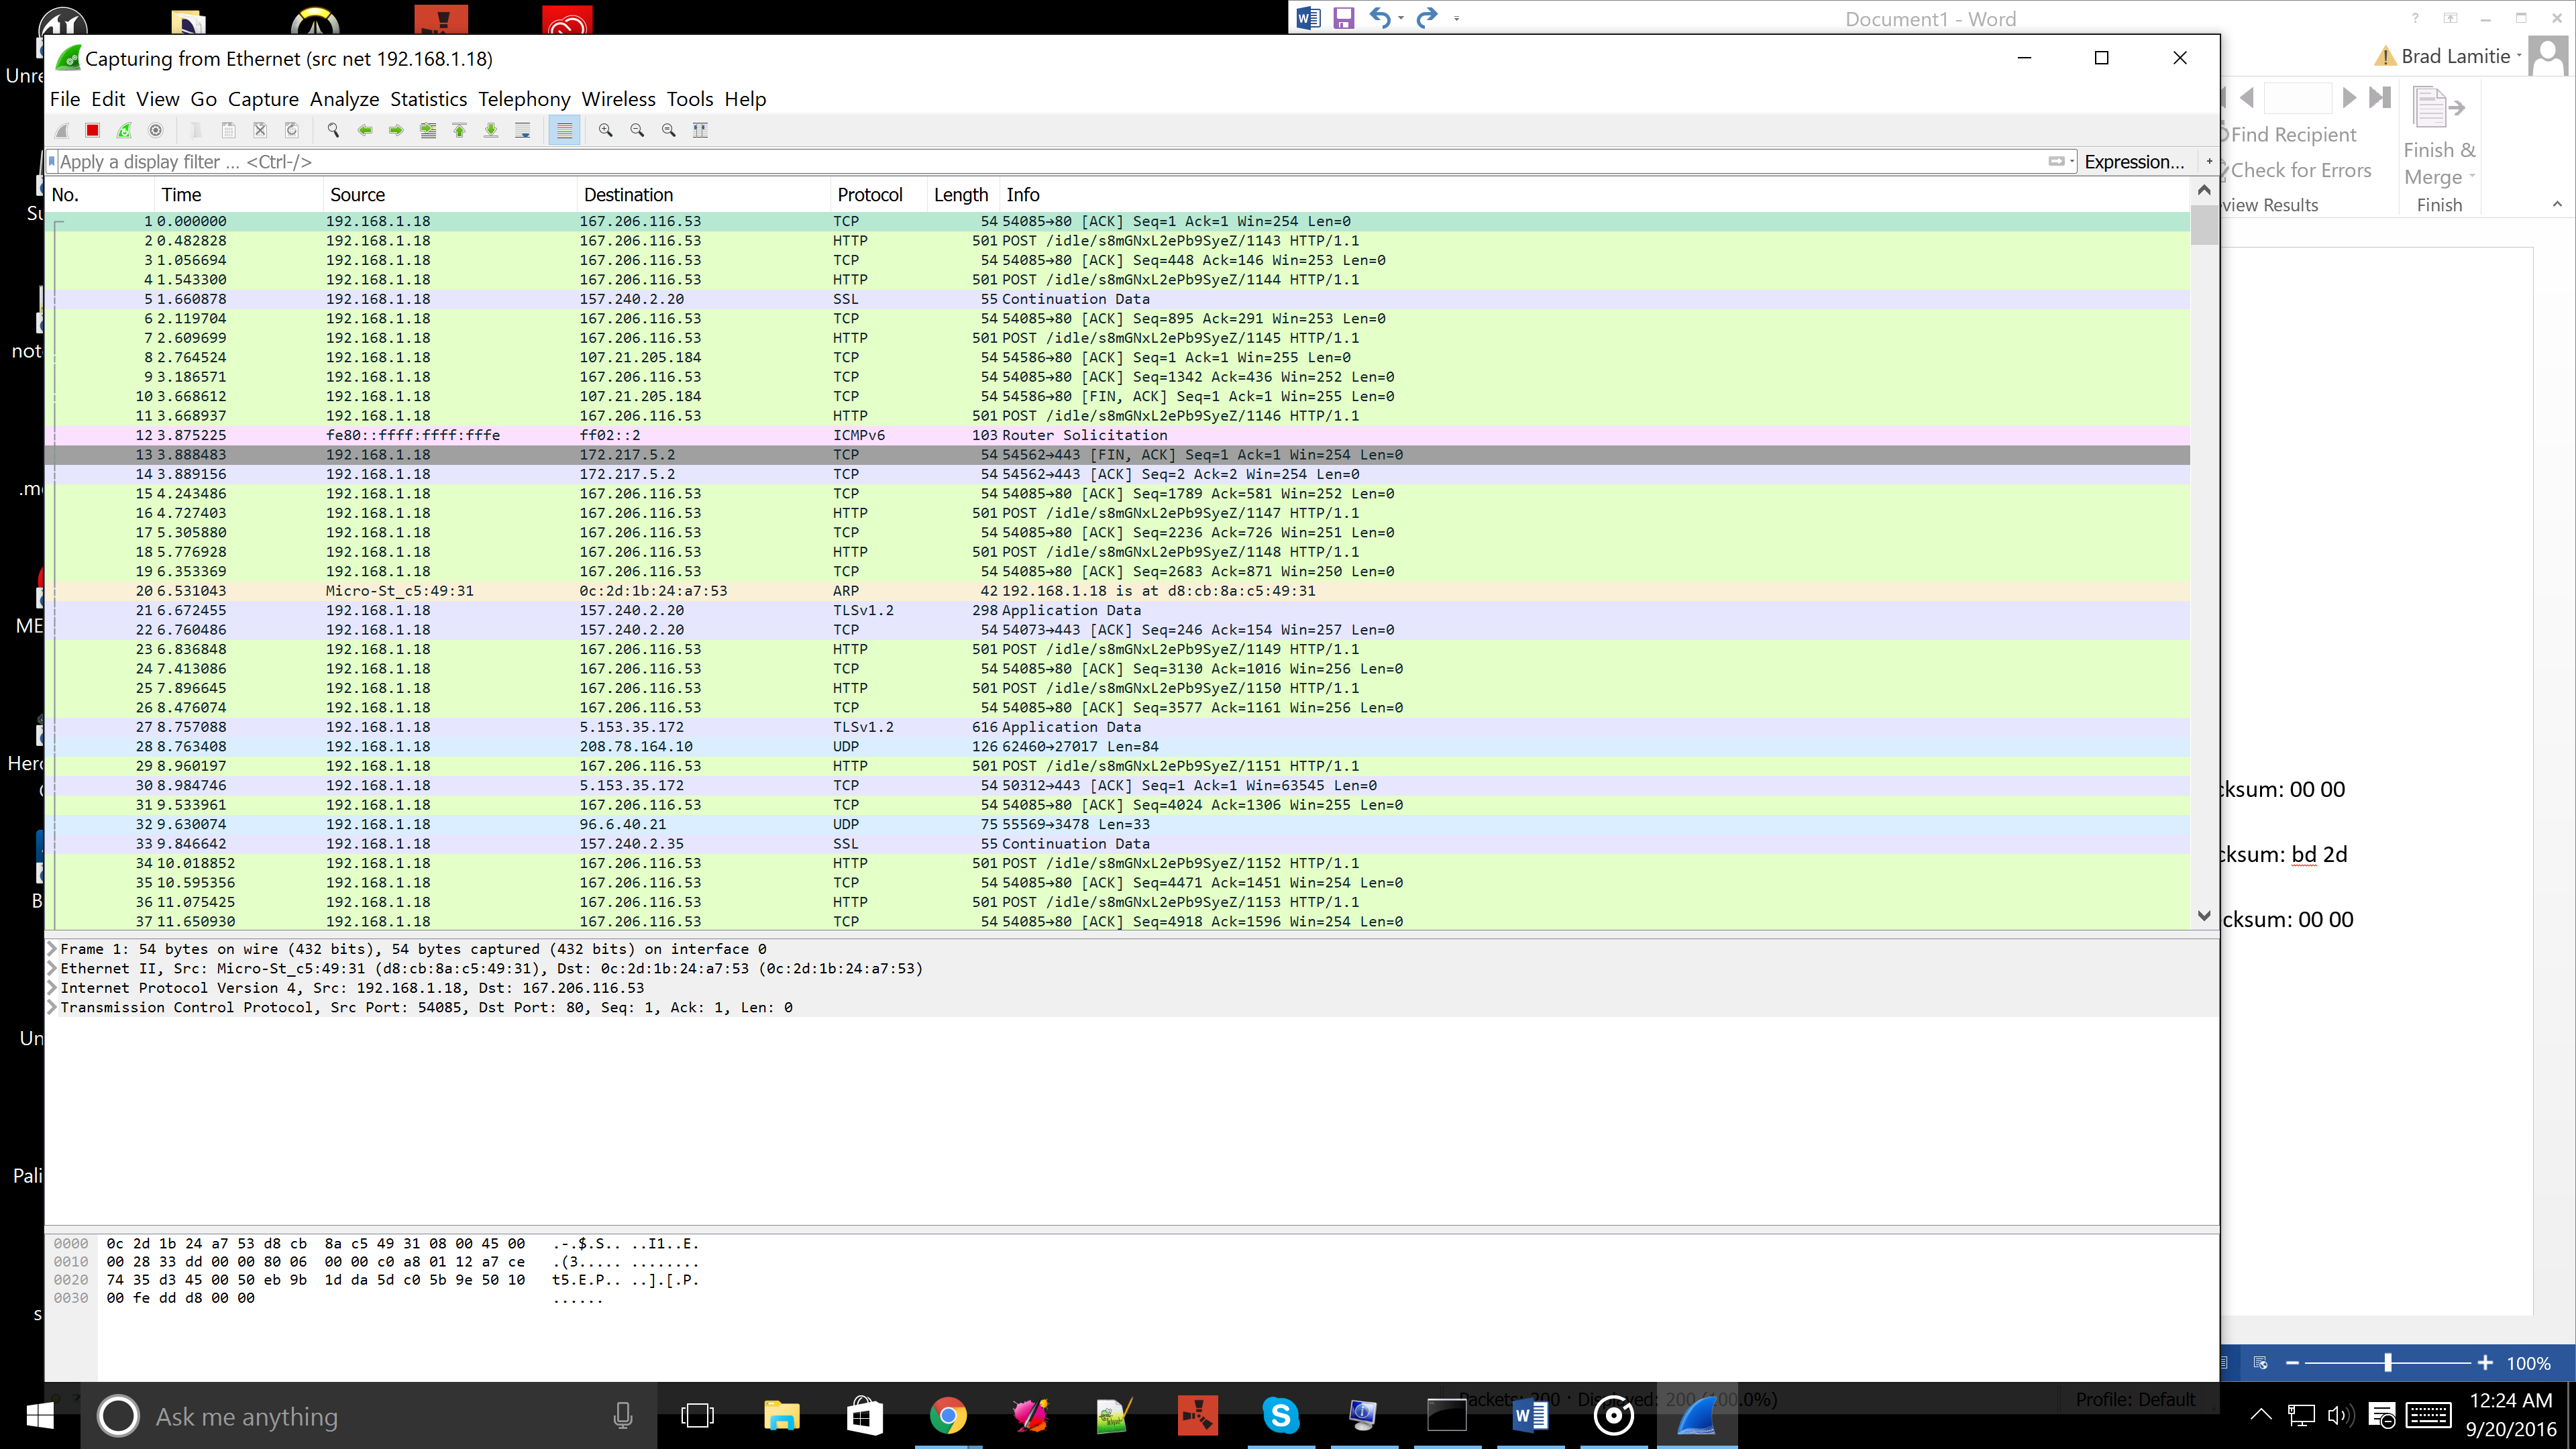 Document1 - Word
Capturing from Ethernet (src net 192.168.1.18)
Brad Lamitie
Unre
File Edit View Go Capture Analyze Statistics Telephony Wireless Tools Help
Find Recipient
Check for Errors
view Results
Finish &
Merge
Finish
Apply a display filter ... <Ctrl-/>
Expression... +
No. Time Source Destination Protocol Length Info
1 0.000000 192.168.1.18 167.206.116.53 TCP 54 54085→80 [ACK] Seq=1 Ack=1 Win=254 Len=0
2 0.482828 192.168.1.18 167.206.116.53 HTTP 501 POST /idle/s8mGNxL2ePb9SyeZ/1143 HTTP/1.1
3 1.056694 192.168.1.18 167.206.116.53 TCP 54 54085→80 [ACK] Seq=448 Ack=146 Win=253 Len=0
4 1.543300 192.168.1.18 167.206.116.53 HTTP 501 POST /idle/s8mGNxL2ePb9SyeZ/1144 HTTP/1.1
5 1.660878 192.168.1.18 157.240.2.20 SSL 55 Continuation Data
6 2.119704 192.168.1.18 167.206.116.53 TCP 54 54085→80 [ACK] Seq=895 Ack=291 Win=253 Len=0
7 2.609699 192.168.1.18 167.206.116.53 HTTP 501 POST /idle/s8mGNxL2ePb9SyeZ/1145 HTTP/1.1
8 2.764524 192.168.1.18 107.21.205.184 TCP 54 54586→80 [ACK] Seq=1 Ack=1 Win=255 Len=0
9 3.186571 192.168.1.18 167.206.116.53 TCP 54 54085→80 [ACK] Seq=1342 Ack=436 Win=252 Len=0
10 3.668612 192.168.1.18 107.21.205.184 TCP 54 54586→80 [FIN, ACK] Seq=1 Ack=1 Win=255 Len=0
11 3.668937 192.168.1.18 167.206.116.53 HTTP 501 POST /idle/s8mGNxL2ePb9SyeZ/1146 HTTP/1.1
12 3.875225 fe80::ffff:ffff:fffe ff02::2 ICMPv6 103 Router Solicitation
13 3.888483 192.168.1.18 172.217.5.2 TCP 54 54562→443 [FIN, ACK] Seq=1 Ack=1 Win=254 Len=0
14 3.889156 192.168.1.18 172.217.5.2 TCP 54 54562→443 [ACK] Seq=2 Ack=2 Win=254 Len=0
15 4.243486 192.168.1.18 167.206.116.53 TCP 54 54085→80 [ACK] Seq=1789 Ack=581 Win=252 Len=0
16 4.727403 192.168.1.18 167.206.116.53 HTTP 501 POST /idle/s8mGNxL2ePb9SyeZ/1147 HTTP/1.1
17 5.305880 192.168.1.18 167.206.116.53 TCP 54 54085→80 [ACK] Seq=2236 Ack=726 Win=251 Len=0
18 5.776928 192.168.1.18 167.206.116.53 HTTP 501 POST /idle/s8mGNxL2ePb9SyeZ/1148 HTTP/1.1
19 6.353369 192.168.1.18 167.206.116.53 TCP 54 54085→80 [ACK] Seq=2683 Ack=871 Win=250 Len=0
20 6.531043 Micro-St_c5:49:31 0c:2d:1b:24:a7:53 ARP 42 192.168.1.18 is at d8:cb:8a:c5:49:31
21 6.672455 192.168.1.18 157.240.2.20 TLSv1.2 298 Application Data
22 6.760486 192.168.1.18 157.240.2.20 TCP 54 54073→443 [ACK] Seq=246 Ack=154 Win=257 Len=0
23 6.836848 192.168.1.18 167.206.116.53 HTTP 501 POST /idle/s8mGNxL2ePb9SyeZ/1149 HTTP/1.1
24 7.413086 192.168.1.18 167.206.116.53 TCP 54 54085→80 [ACK] Seq=3130 Ack=1016 Win=256 Len=0
25 7.896645 192.168.1.18 167.206.116.53 HTTP 501 POST /idle/s8mGNxL2ePb9SyeZ/1150 HTTP/1.1
26 8.476074 192.168.1.18 167.206.116.53 TCP 54 54085→80 [ACK] Seq=3577 Ack=1161 Win=256 Len=0
27 8.757088 192.168.1.18 5.153.35.172 TLSv1.2 616 Application Data
28 8.763408 192.168.1.18 208.78.164.10 UDP 126 62460→27017 Len=84
29 8.960197 192.168.1.18 167.206.116.53 HTTP 501 POST /idle/s8mGNxL2ePb9SyeZ/1151 HTTP/1.1
30 8.984746 192.168.1.18 5.153.35.172 TCP 54 50312→443 [ACK] Seq=1 Ack=1 Win=63545 Len=0
31 9.533961 192.168.1.18 167.206.116.53 TCP 54 54085→80 [ACK] Seq=4024 Ack=1306 Win=255 Len=0
32 9.630074 192.168.1.18 96.6.40.21 UDP 75 55569→3478 Len=33
33 9.846642 192.168.1.18 157.240.2.35 SSL 55 Continuation Data
34 10.018852 192.168.1.18 167.206.116.53 HTTP 501 POST /idle/s8mGNxL2ePb9SyeZ/1152 HTTP/1.1
35 10.595356 192.168.1.18 167.206.116.53 TCP 54 54085→80 [ACK] Seq=4471 Ack=1451 Win=254 Len=0
36 11.075425 192.168.1.18 167.206.116.53 HTTP 501 POST /idle/s8mGNxL2ePb9SyeZ/1153 HTTP/1.1
37 11.650930 192.168.1.18 167.206.116.53 TCP 54 54085→80 [ACK] Seq=4918 Ack=1596 Win=254 Len=0
Su
not
.m
ME
Hero
B
Un
Pali
s
cksum: 00 00
cksum: bd 2d
cksum: 00 00
Frame 1: 54 bytes on wire (432 bits), 54 bytes captured (432 bits) on interface 0
Ethernet II, Src: Micro-St_c5:49:31 (d8:cb:8a:c5:49:31), Dst: 0c:2d:1b:24:a7:53 (0c:2d:1b:24:a7:53)
Internet Protocol Version 4, Src: 192.168.1.18, Dst: 167.206.116.53
Transmission Control Protocol, Src Port: 54085, Dst Port: 80, Seq: 1, Ack: 1, Len: 0
0000 0c 2d 1b 24 a7 53 d8 cb 8a c5 49 31 08 00 45 00 .-.$.S.. ..I1..E.
0010 00 28 33 dd 00 00 80 06 00 00 c0 a8 01 12 a7 ce .(3..... ........
0020 74 35 d3 45 00 50 eb 9b 1d da 5d c0 5b 9e 50 10 t5.E.P.. ..].[.P.
0030 00 fe dd d8 00 00 ......
100%
Packets: 200 · Displayed: 200 (100.0%)
Profile: Default
Ask me anything
12:24 AM
9/20/2016